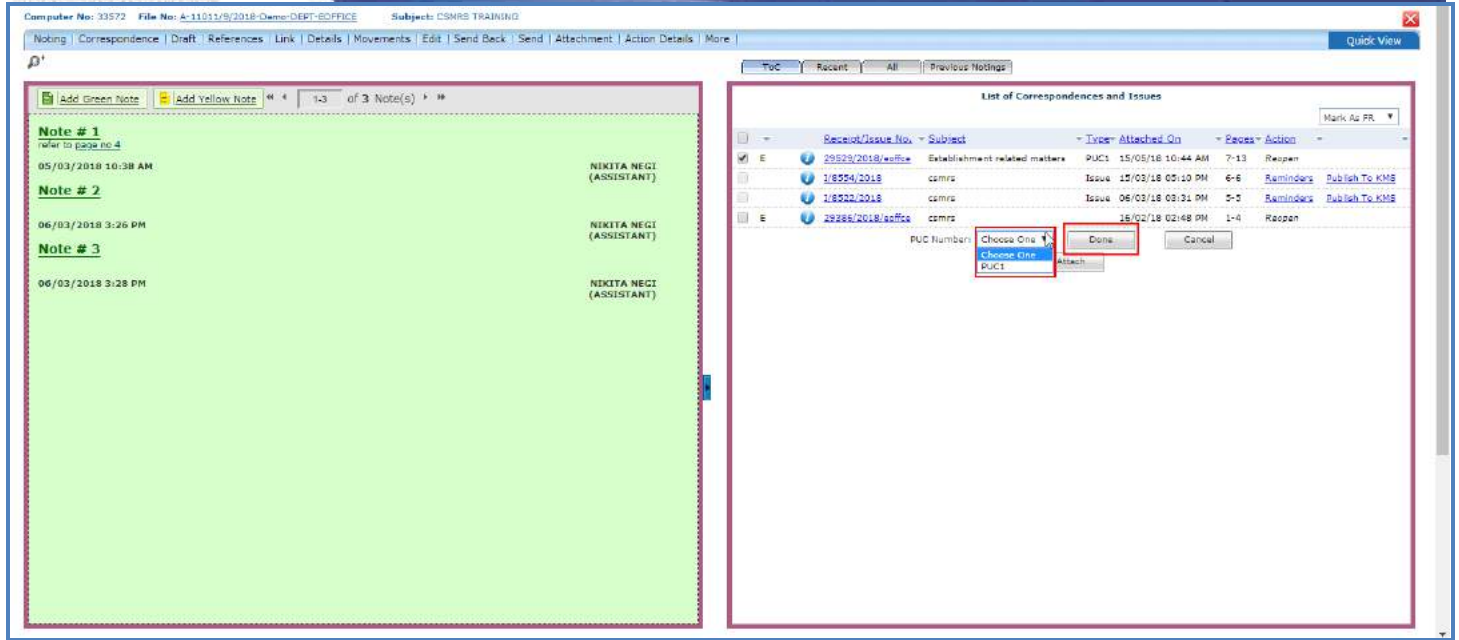 Computer No: 33572 File No: A-11011/9/2018-Demo-DEPT-EOFFICE Subject: CSMRS TRAINING
Noting | Correspondence | Draft | References | Link | Details | Movements | Edit | Send Back | Send | Attachment | Action Details | More |
Quick View
ToC Recent All Previous Notings
Add Green Note Add Yellow Note 1-3 of 3 Note(s)
Note # 1
refer to page no 4
05/03/2018 10:38 AM NIKITA NEGI
(ASSISTANT)
Note # 2
06/03/2018 3:26 PM NIKITA NEGI
(ASSISTANT)
Note # 3
06/03/2018 3:28 PM NIKITA NEGI
(ASSISTANT)
List of Correspondences and Issues
Mark As FR
Receipt/Issue No. Subject Type Attached On Pages Action
E 29529/2018/eoffice Establishment related matters PUC1 15/05/18 10:44 AM 7-13 Reopen
I/8554/2018 csmrs Issue 15/03/18 05:10 PM 6-6 Reminders Publish To KMS
I/8522/2018 csmrs Issue 06/03/18 03:31 PM 5-5 Reminders Publish To KMS
E 29386/2018/eoffice csmrs 16/02/18 02:48 PM 1-4 Reopen
PUC Number: Choose One Done Cancel
Choose One
PUC1
Attach